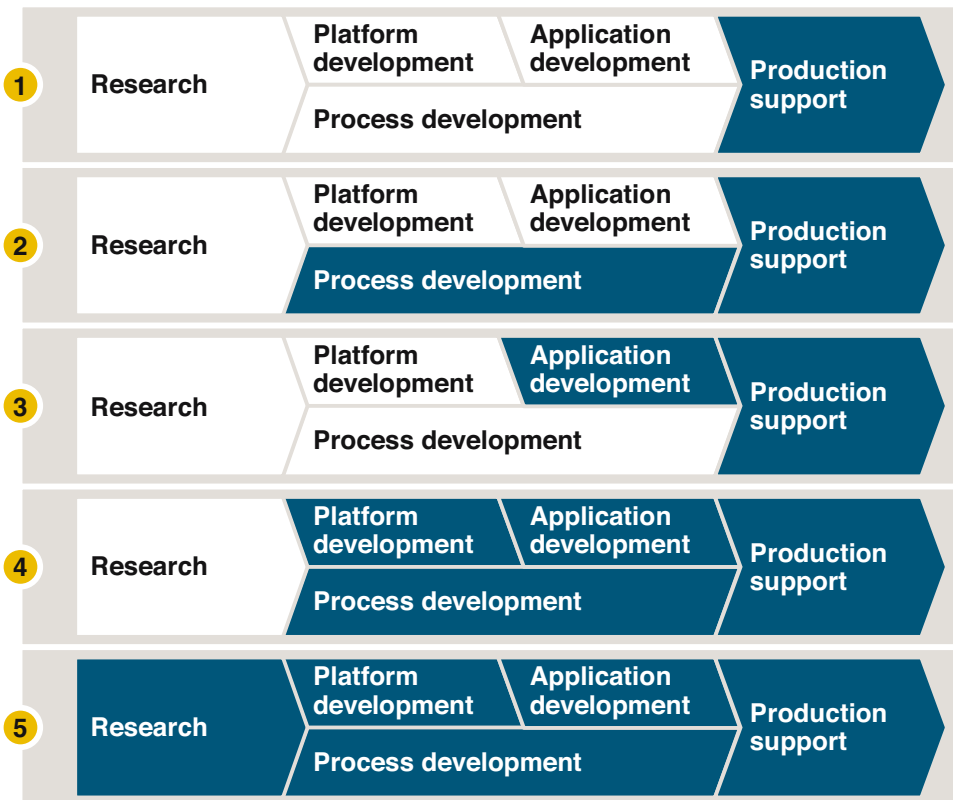 1
Research
Platform
development
Application
development
Process development
Production
support
2
Research
Platform
development
Application
development
Process development
Production
support
3
Research
Platform
development
Application
development
Process development
Production
support
4
Research
Platform
development
Application
development
Process development
Production
support
5
Research
Platform
development
Application
development
Process development
Production
support